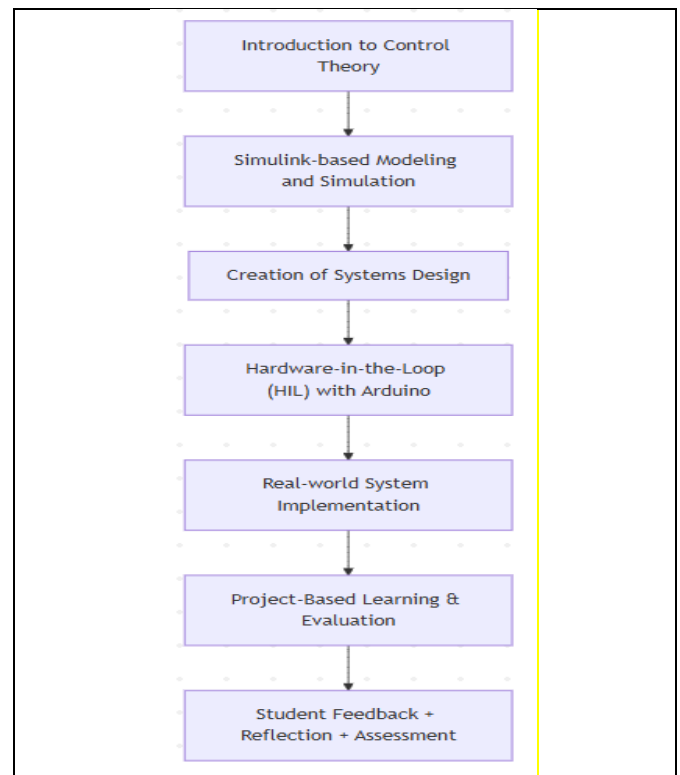 Introduction to Control
Theory
Simulink-based Modeling
and Simulation
Creation of Systems Design
Hardware-in-the-Loop
(HIL) with Arduino
Real-world System
Implementation
Project-Based Learning &
Evaluation
Student Feedback +
Reflection + Assessment